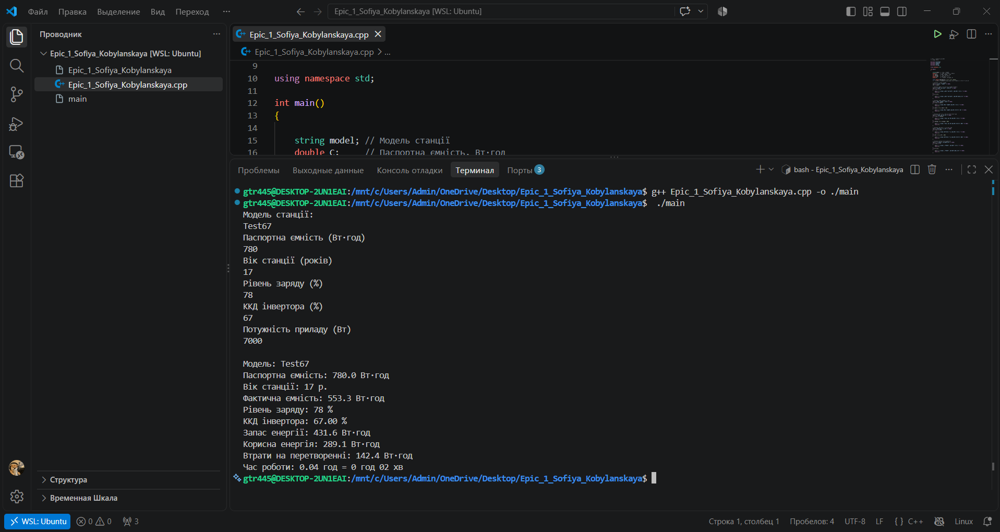 Файл Правка Выделение Вид Переход ···
Epic_1_Sofiya_Kobylanskaya [WSL: Ubuntu]
Проводник ···
Epic_1_Sofiya_Kobylanskaya [WSL: Ubuntu]
Epic_1_Sofiya_Kobylanskaya
Epic_1_Sofiya_Kobylanskaya.cpp
main
Структура
Временная Шкала
Epic_1_Sofiya_Kobylanskaya.cpp
Epic_1_Sofiya_Kobylanskaya.cpp > ...
9
10 using namespace std;
11
12 int main()
13 {
14
15 string model; // Модель станції
16 double C; // Паспортна ємність, Вт·год
Проблемы Выходные данные Консоль отладки Терминал Порты 3
bash - Epic_1_Sofiya_Kobylanskaya
gtr445@DESKTOP-2UN1EAI:/mnt/c/Users/Admin/OneDrive/Desktop/Epic_1_Sofiya_Kobylanskaya$ g++ Epic_1_Sofiya_Kobylanskaya.cpp -o ./main
gtr445@DESKTOP-2UN1EAI:/mnt/c/Users/Admin/OneDrive/Desktop/Epic_1_Sofiya_Kobylanskaya$ ./main
Модель станції:
Test67
Паспортна ємність (Вт·год)
780
Вік станції (років)
17
Рівень заряду (%)
78
ККД інвертора (%)
67
Потужність приладу (Вт)
7000
Модель: Test67
Паспортна ємність: 780.0 Вт·год
Вік станції: 17 р.
Фактична ємність: 553.3 Вт·год
Рівень заряду: 78 %
ККД інвертора: 67.00 %
Запас енергії: 431.6 Вт·год
Корисна енергія: 289.1 Вт·год
Втрати на перетворенні: 142.4 Вт·год
Час роботи: 0.04 год = 0 год 02 хв
gtr445@DESKTOP-2UN1EAI:/mnt/c/Users/Admin/OneDrive/Desktop/Epic_1_Sofiya_Kobylanskaya$
WSL: Ubuntu 0 0 3
Строка 1, столбец 1 Пробелов: 4 UTF-8 LF { } C++ Linux